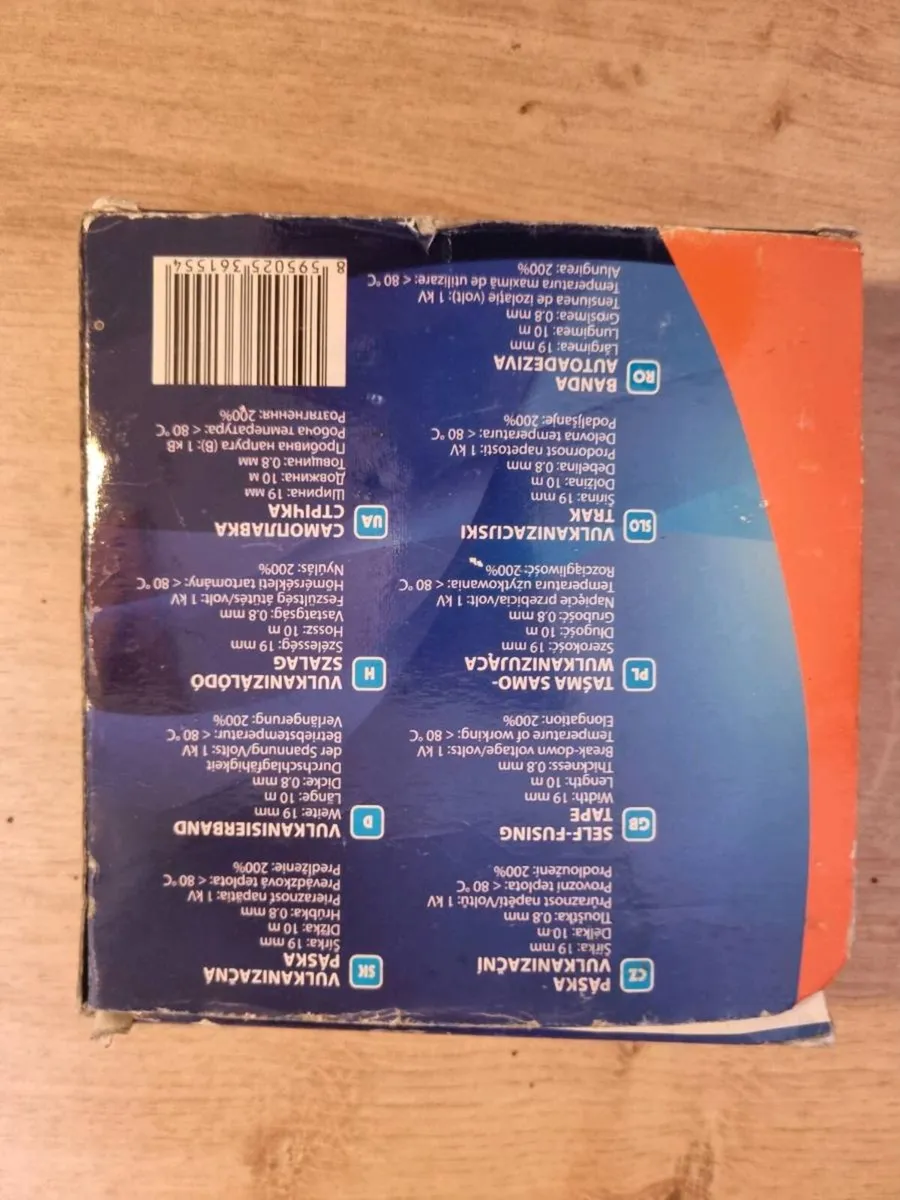 CZ
PÁSKA
VULKANIZAČNÍ
Šířka: 19 mm
Délka: 10 m
Tloušťka: 0.8 mm
Průraznost napětí/Voltů: 1 kV
Provozní teplota: < 80 °C
Prodloužení: 200%
GB
SELF-FUSING
TAPE
Width: 19 mm
Length: 10 m
Thickness: 0.8 mm
Break-down voltage/volts: 1 kV
Temperature of working: < 80 °C
Elongation: 200%
PL
TAŚMA SAMO-
WULKANIZUJĄCA
Szerokość: 19 mm
Długość: 10 m
Grubość: 0.8 mm
Napięcie przebicia/volt: 1 kV
Temperatura użytkowania: < 80 °C
Rozciągliwość: 200%
SLO
VULKANIZACIJSKI
TRAK
Širina: 19 mm
Dolžina: 10 m
Debelina: 0.8 mm
Prodornost napetosti: 1 kV
Delovna temperatura: < 80 °C
Podaljšanje: 200%
RO
BANDA
AUTOADEZIVA
Lărgimea: 19 mm
Lungimea: 10 m
Grosimea: 0.8 mm
Tensiunea de izolație (volt): 1 kV
Temperatura maximă de utilizare: < 80 °C
Alungirea: 200%
SK
VULKANIZAČNÁ
PÁSKA
Šírka: 19 mm
Dĺžka: 10 m
Hrúbka: 0.8 mm
Prieraznosť napätia: 1 kV
Prevádzková teplota: < 80 °C
Predĺženie: 200%
D
VULKANISIERBAND
Weite: 19 mm
Länge: 10 m
Dicke: 0.8 mm
Durchschlagfähigkeit
der Spannung/Volts: 1 kV
Betriebstemperatur: < 80 °C
Verlängerung: 200%
H
VULKANIZÁLÓDÓ
SZALAG
Szélesség: 19 mm
Hossz: 10 m
Vastatgság: 0.8 mm
Feszültség átütés/volt: 1 kV
Hőmérsékleti tartomány: < 80 °C
Nyúlás: 200%
UA
САМОПЛАВКА
СТРІЧКА
Ширина: 19 мм
Довжина: 10 м
Товщина: 0.8 мм
Пробивна напруга (В): 1 кВ
Робоча температура: < 80 °C
Розтягнення: 200%
8 595025 361554